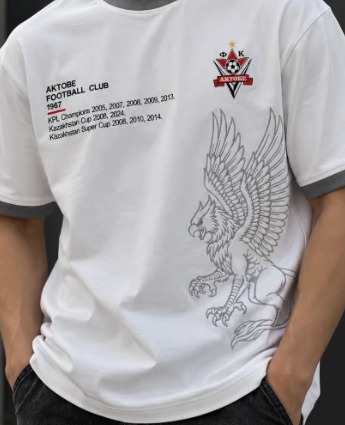 Ф К
АКТОБЕ
AKTOBE
FOOTBALL CLUB
1967
KPL Champions 2005, 2007, 2008, 2009, 2013.
Kazakhstan Cup 2008, 2024.
Kazakhstan Super Cup 2008, 2010, 2014.